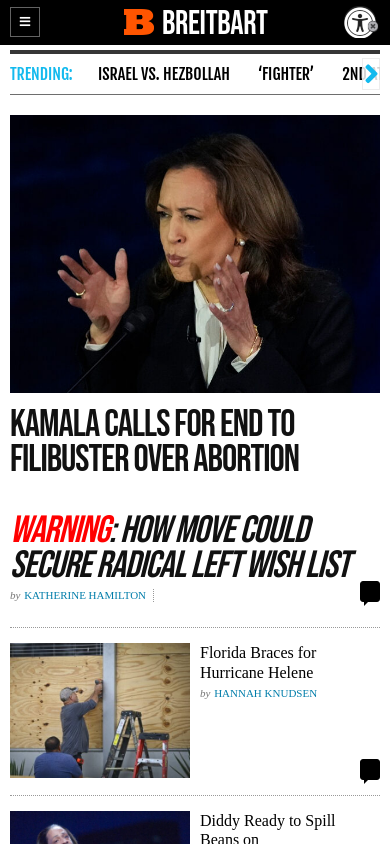 BREITBART
TRENDING: ISRAEL VS. HEZBOLLAH ‘FIGHTER’ 2ND
KAMALA CALLS FOR END TO
FILIBUSTER OVER ABORTION
WARNING: HOW MOVE COULD
SECURE RADICAL LEFT WISH LIST
by KATHERINE HAMILTON
Florida Braces for
Hurricane Helene
by HANNAH KNUDSEN
Diddy Ready to Spill
Beans on